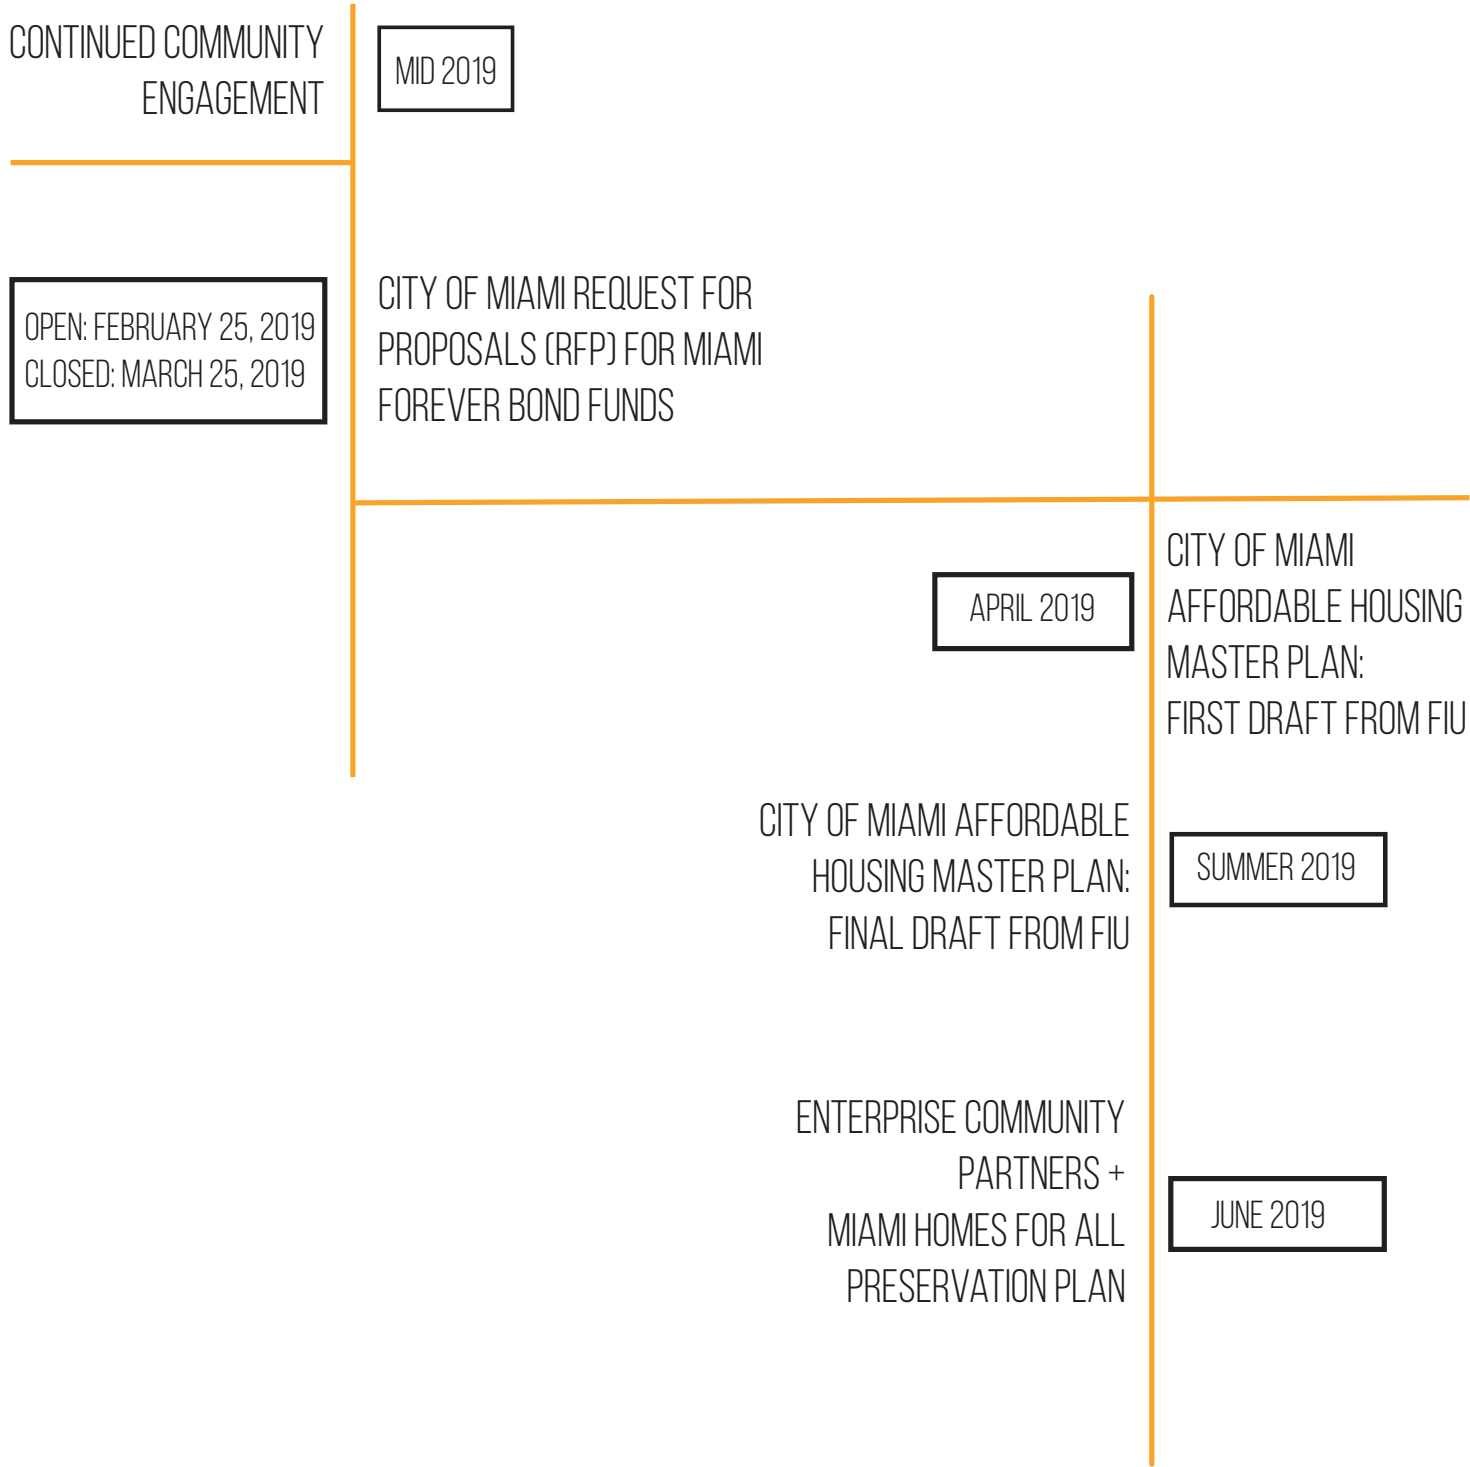 CONTINUED COMMUNITY
ENGAGEMENT
MID 2019
OPEN: FEBRUARY 25, 2019
CLOSED: MARCH 25, 2019
CITY OF MIAMI REQUEST FOR
PROPOSALS (RFP) FOR MIAMI
FOREVER BOND FUNDS
APRIL 2019
CITY OF MIAMI
AFFORDABLE HOUSING
MASTER PLAN:
FIRST DRAFT FROM FIU
CITY OF MIAMI AFFORDABLE
HOUSING MASTER PLAN:
FINAL DRAFT FROM FIU
SUMMER 2019
ENTERPRISE COMMUNITY
PARTNERS +
MIAMI HOMES FOR ALL
PRESERVATION PLAN
JUNE 2019